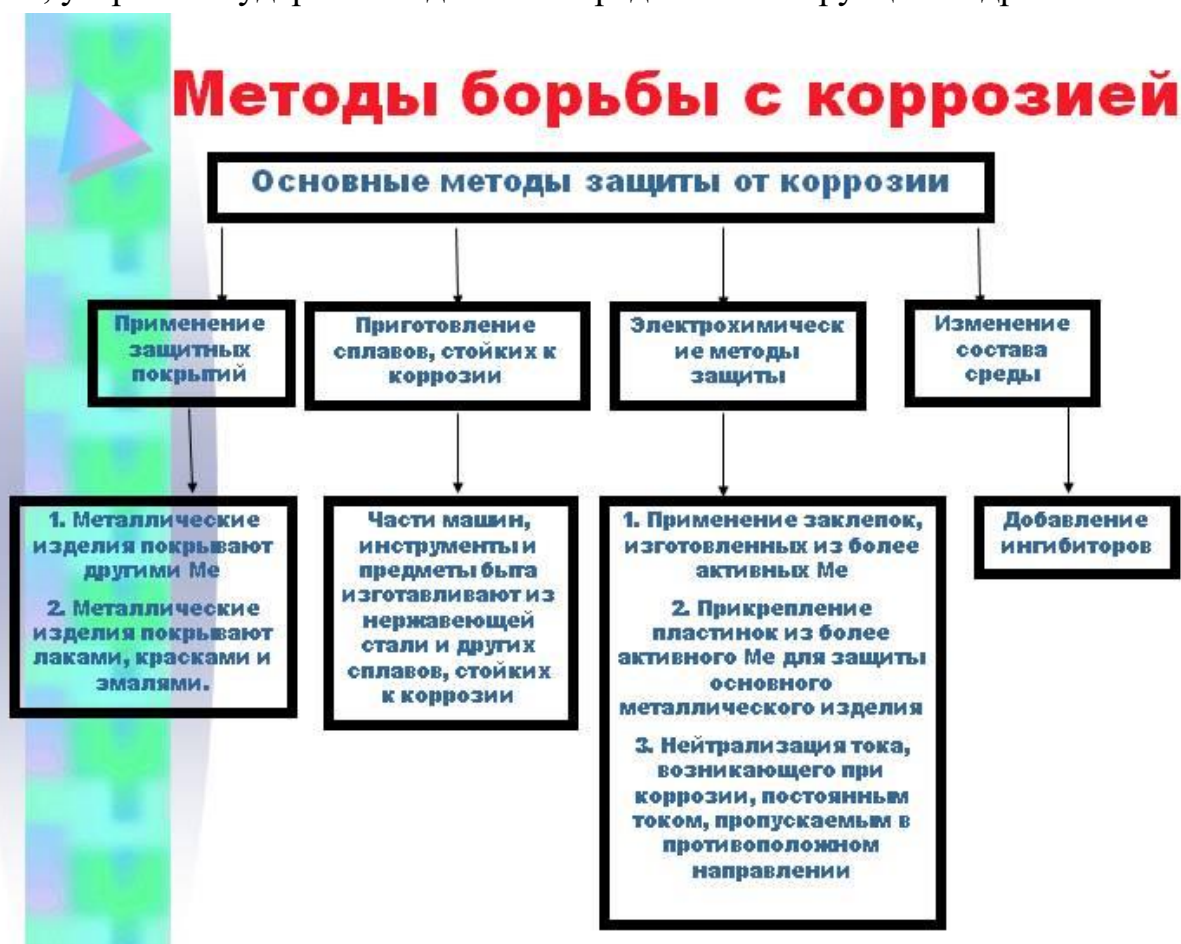 Методы борьбы с коррозией
Основные методы защиты от коррозии
Применение
защитных
покрытий
Приготовление
сплавов, стойких к
коррозии
Электрохимическ
ие методы
защиты
Изменение
состава
среды
1. Металлические
изделия покрывают
другими Ме
2. Металлические
изделия покрывают
лаками, красками и
эмалями.
Части машин,
инструменты и
предметы быта
изготавливают из
нержавеющей
стали и других
сплавов, стойких
к коррозии
1. Применение заклепок,
изготовленных из более
активных Ме
2. Прикрепление
пластинок из более
активного Ме для защиты
основного
металлического изделия
3. Нейтрализация тока,
возникающего при
коррозии, постоянным
током, пропускаемым в
противоположном
направлении
Добавление
ингибиторов